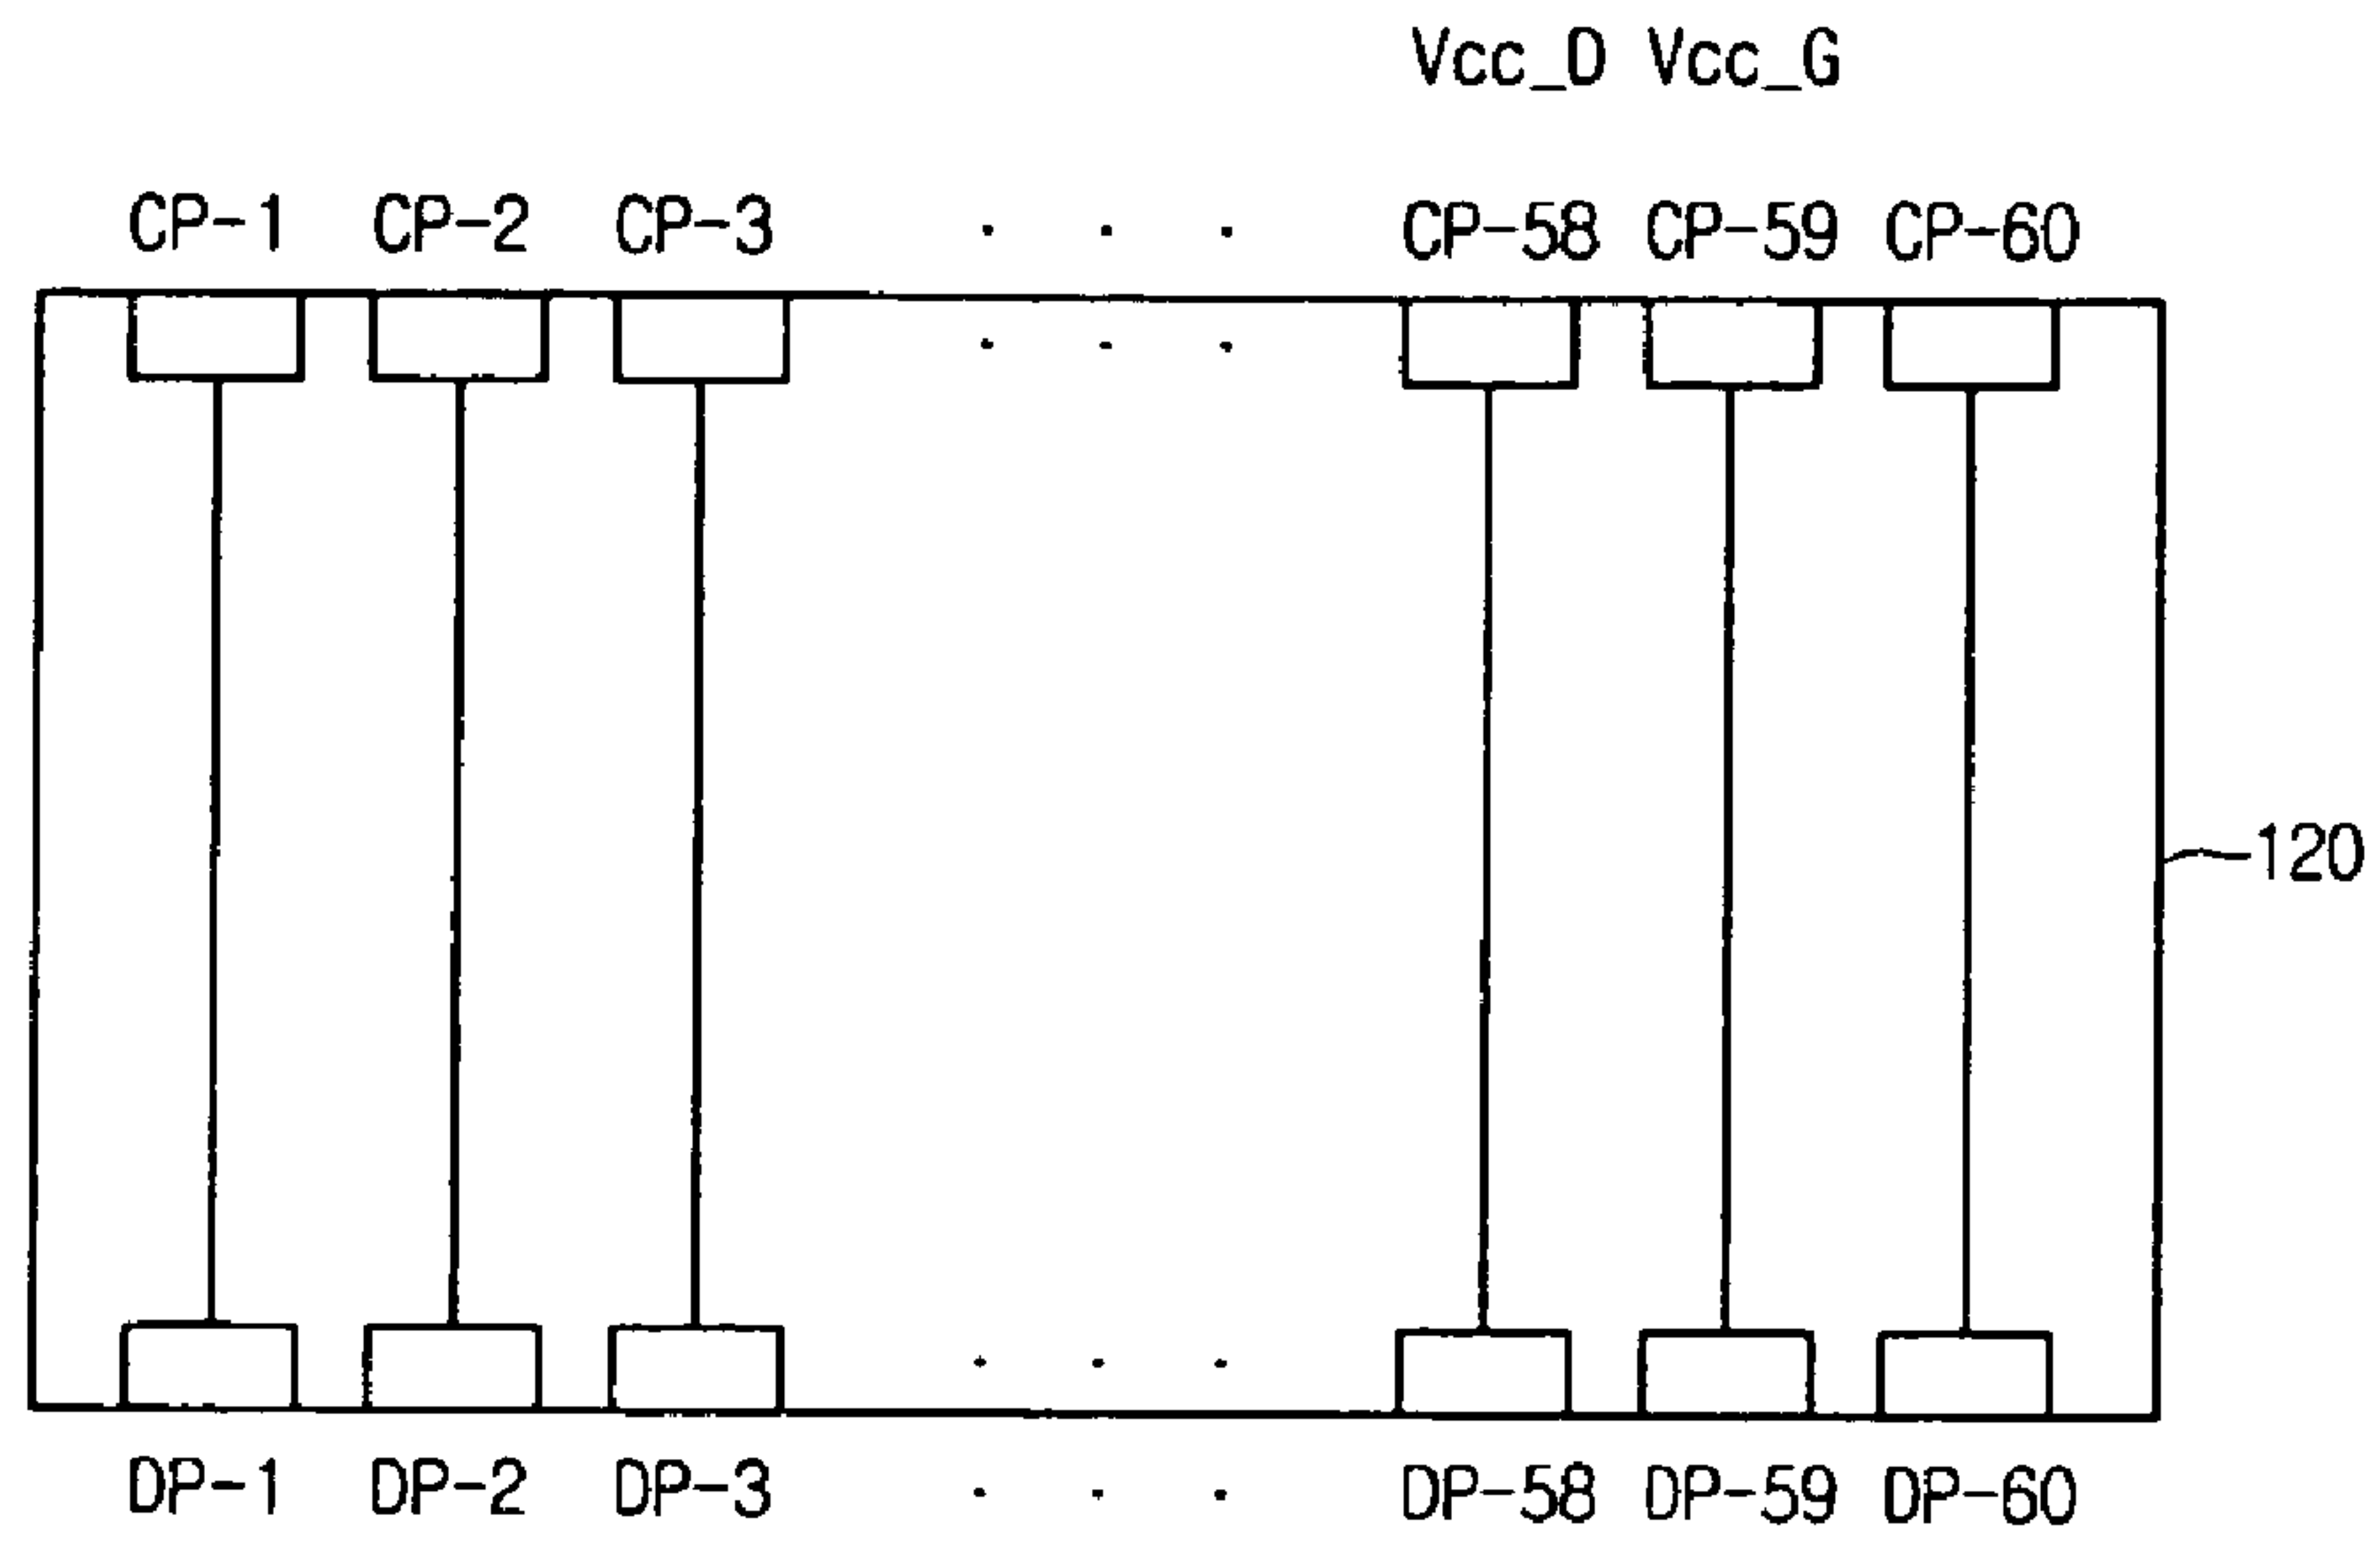 Vcc_D Vcc_G
CP-1 CP-2 CP-3 . . . CP-58 CP-59 CP-60
120
DP-1 DP-2 DP-3 . . . DP-58 DP-59 DP-60